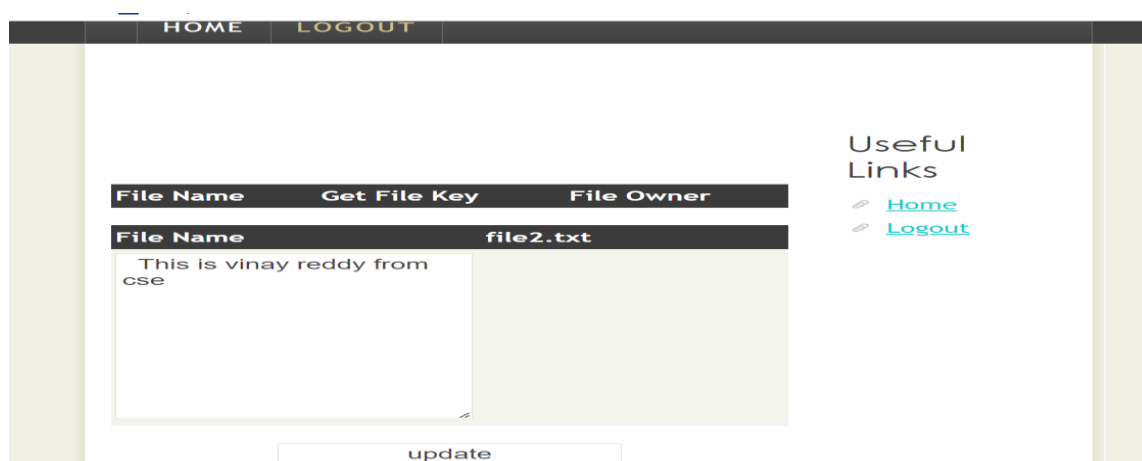 HOME LOGOUT
Useful
Links
Home
Logout
File Name Get File Key File Owner
File Name file2.txt
This is vinay reddy from
cse
update